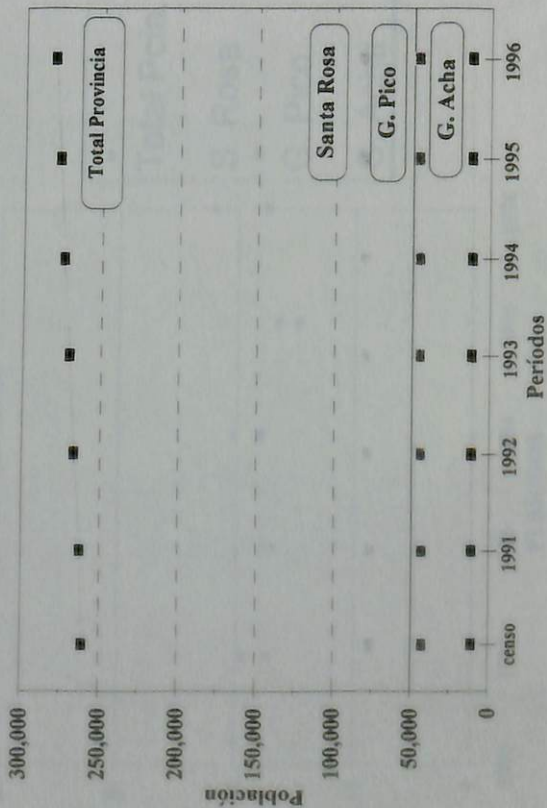 300,000
250,000
200,000
150,000
100,000
50,000
0
Población
Total Provincia
Santa Rosa
G. Pico
G. Acha
censo
1991
1992
1993
1994
1995
1996
Períodos